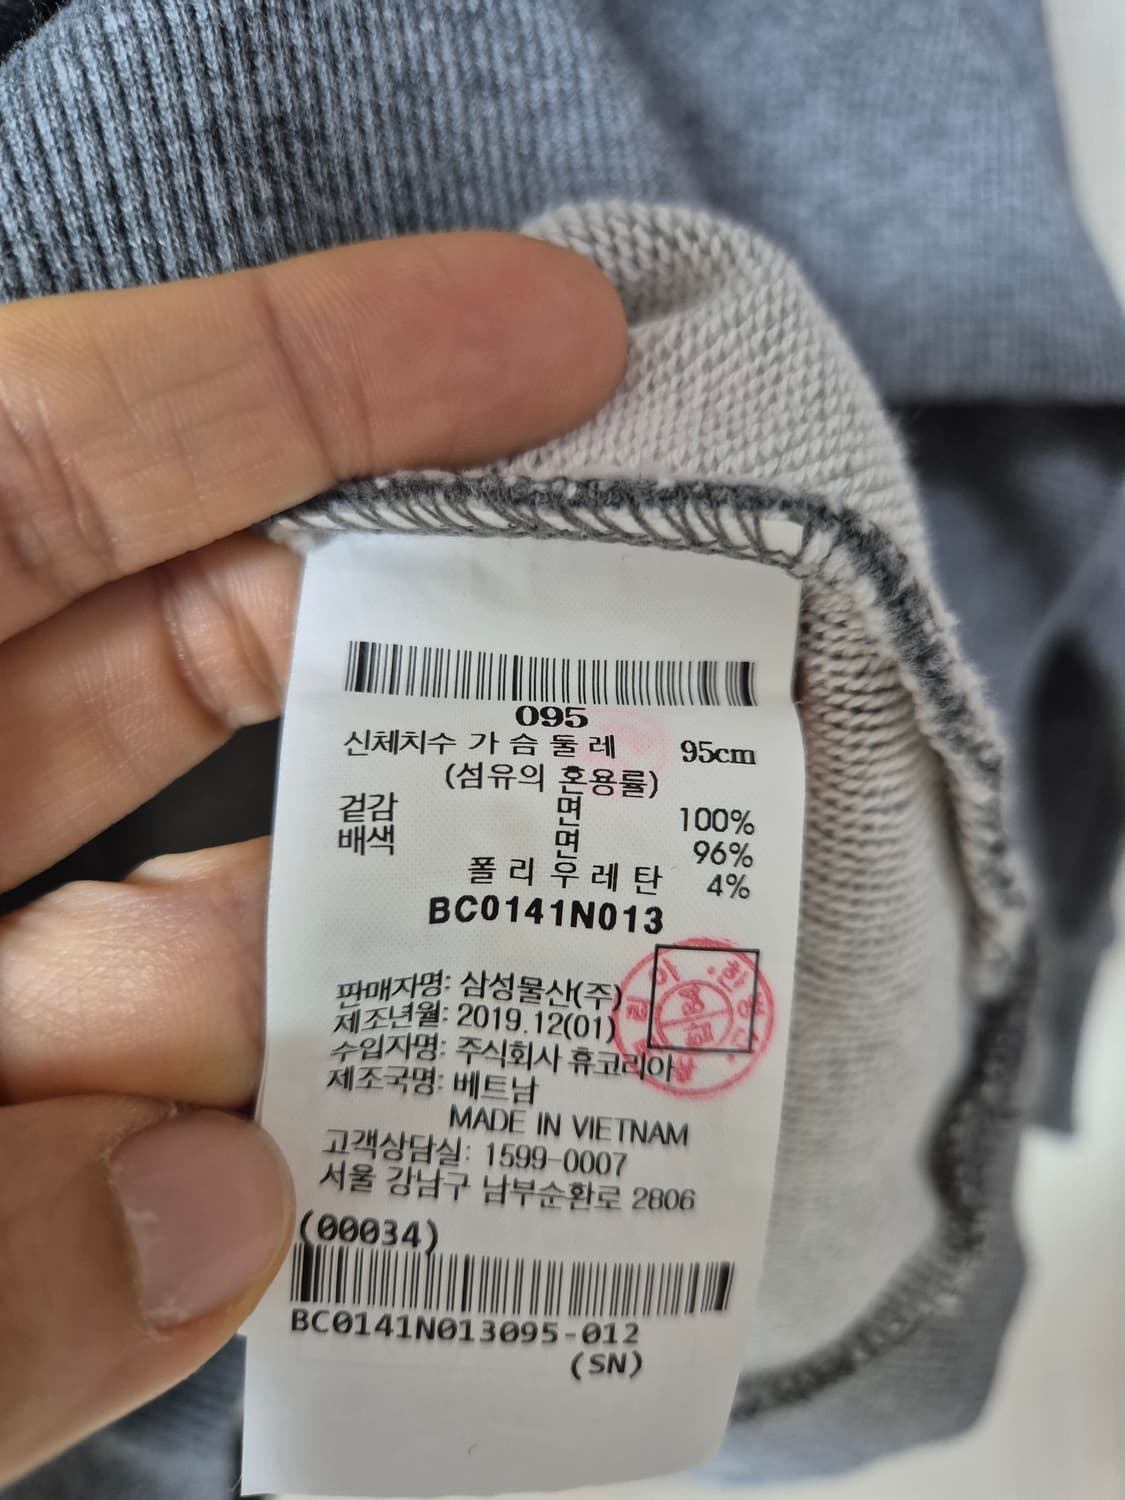 095
신체치수 가슴둘레 95cm
(섬유의 혼용률)
겉감 면 100%
배색 면 96%
폴리우레탄 4%
BC0141N013
판매자명: 삼성물산(주)
제조년월: 2019.12(01)
수입자명: 주식회사 휴코리아
제조국명: 베트남
MADE IN VIETNAM
고객상담실: 1599-0007
서울 강남구 남부순환로 2806
(00034)
BC0141N013095-012
(SN)